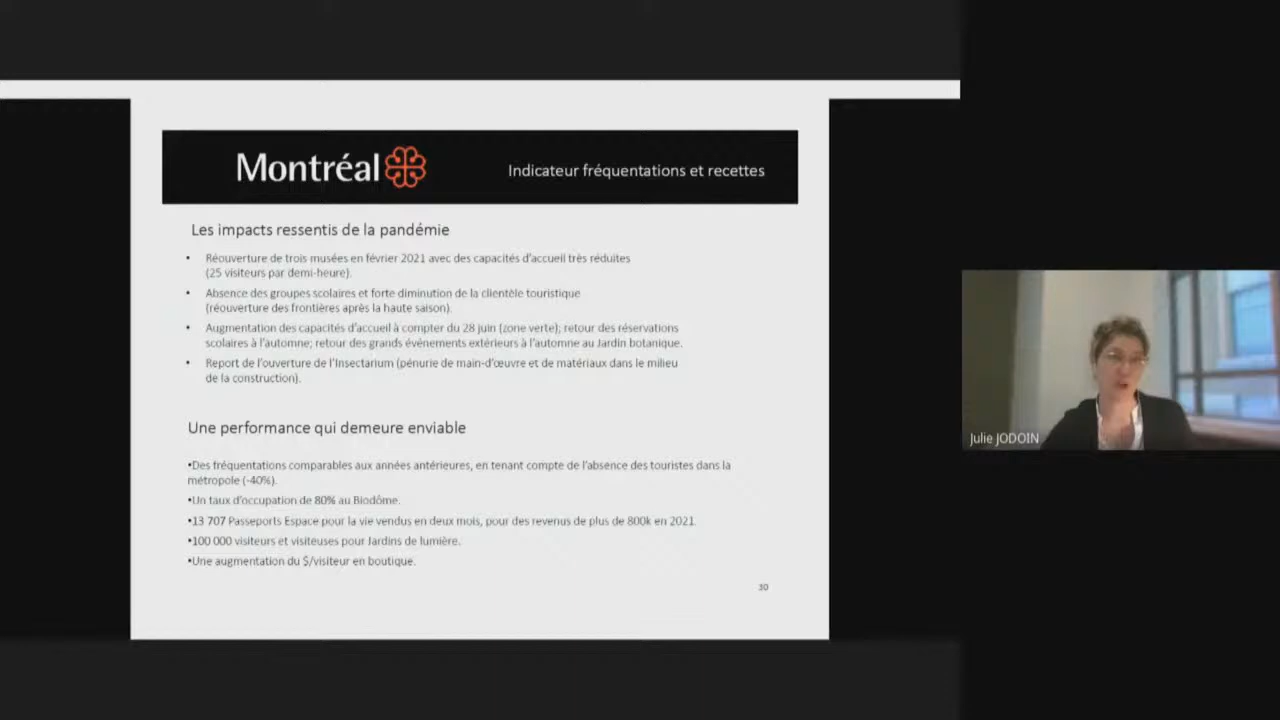 Montréal
Indicateur fréquentations et recettes
Les impacts ressentis de la pandémie
• Réouverture de trois musées en février 2021 avec des capacités d'accueil très réduites
(25 visiteurs par demi-heure).
• Absence des groupes scolaires et forte diminution de la clientèle touristique
(réouverture des frontières après la haute saison).
• Augmentation des capacités d'accueil à compter du 28 juin (zone verte); retour des réservations
scolaires à l'automne; retour des grands événements extérieurs à l'automne au Jardin botanique.
• Report de l'ouverture de l'Insectarium (pénurie de main-d'œuvre et de matériaux dans le milieu
de la construction).
Une performance qui demeure enviable
•Des fréquentations comparables aux années antérieures, en tenant compte de l'absence des touristes dans la
métropole (-40%).
•Un taux d'occupation de 80% au Biodôme.
•13 707 Passeports Espace pour la vie vendus en deux mois, pour des revenus de plus de 800k en 2021.
•100 000 visiteurs et visiteuses pour Jardins de lumière.
•Une augmentation du $/visiteur en boutique.
30
Julie JODOIN